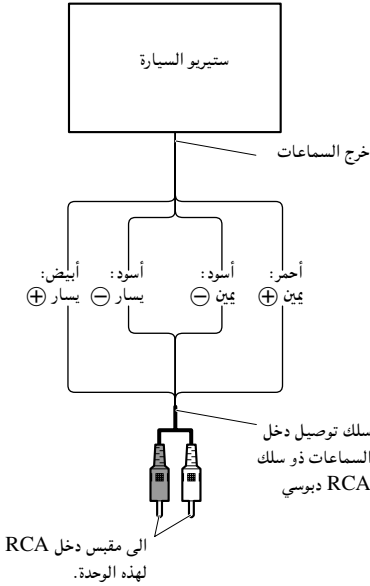 ستيريو السيارة
خرج السماعات
أحمر:
يمين ⊕
أسود:
يمين ⊖
أسود:
يسار ⊖
أبيض:
يسار ⊕
سلك توصيل دخل
السماعات ذو سلك
RCA دبوسي
الى مقبس دخل RCA
لهذه الوحدة.